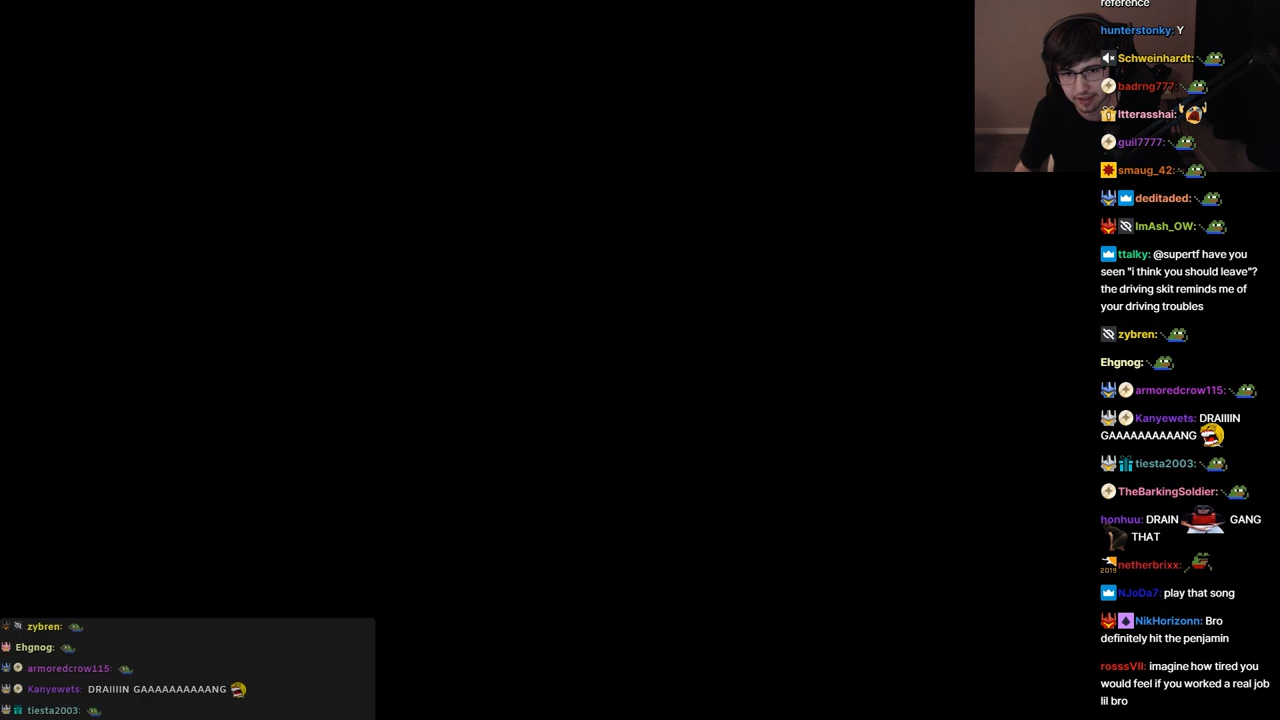 reference
hunterstonky: Y
Schweinhardt:
badrng777:
Itterasshai:
guil7777:
smaug_42:
deditaded:
ImAsh_OW:
ttalky: @supertf have you
seen "i think you should leave"?
the driving skit reminds me of
your driving troubles
zybren:
Ehgnog:
armoredcrow115:
Kanyewets: DRAIIIIN
GAAAAAAAAAANG
tiesta2003:
TheBarkingSoldier:
honhuu: DRAIN GANG
THAT
2019 netherbrixx:
NJoDa7: play that song
NikHorizonn: Bro
definitely hit the penjamin
rosssVII: imagine how tired you
would feel if you worked a real job
lil bro
zybren:
Ehgnog:
armoredcrow115:
Kanyewets: DRAIIIIN GAAAAAAAAAANG
tiesta2003: